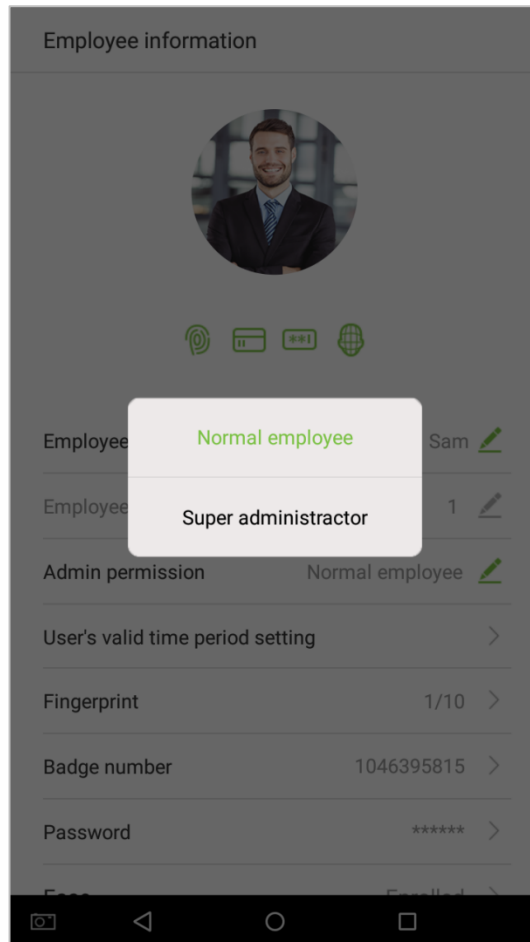 Employee information
**1
Normal employee
Employee Sam
Super administractor
Employee 1
Admin permission Normal employee
User's valid time period setting
Fingerprint 1/10
Badge number 1046395815
Password ******